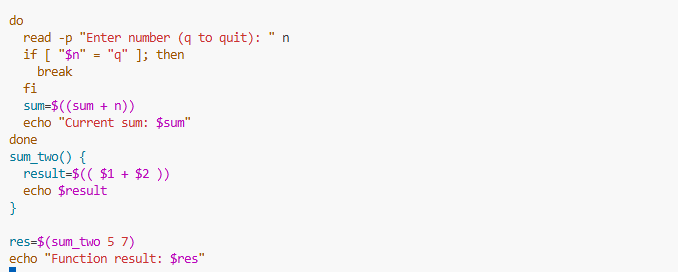 do
  read -p "Enter number (q to quit): " n
  if [ "$n" = "q" ]; then
    break
  fi
  sum=$((sum + n))
  echo "Current sum: $sum"
done
sum_two() {
  result=$(( $1 + $2 ))
  echo $result
}

res=$(sum_two 5 7)
echo "Function result: $res"